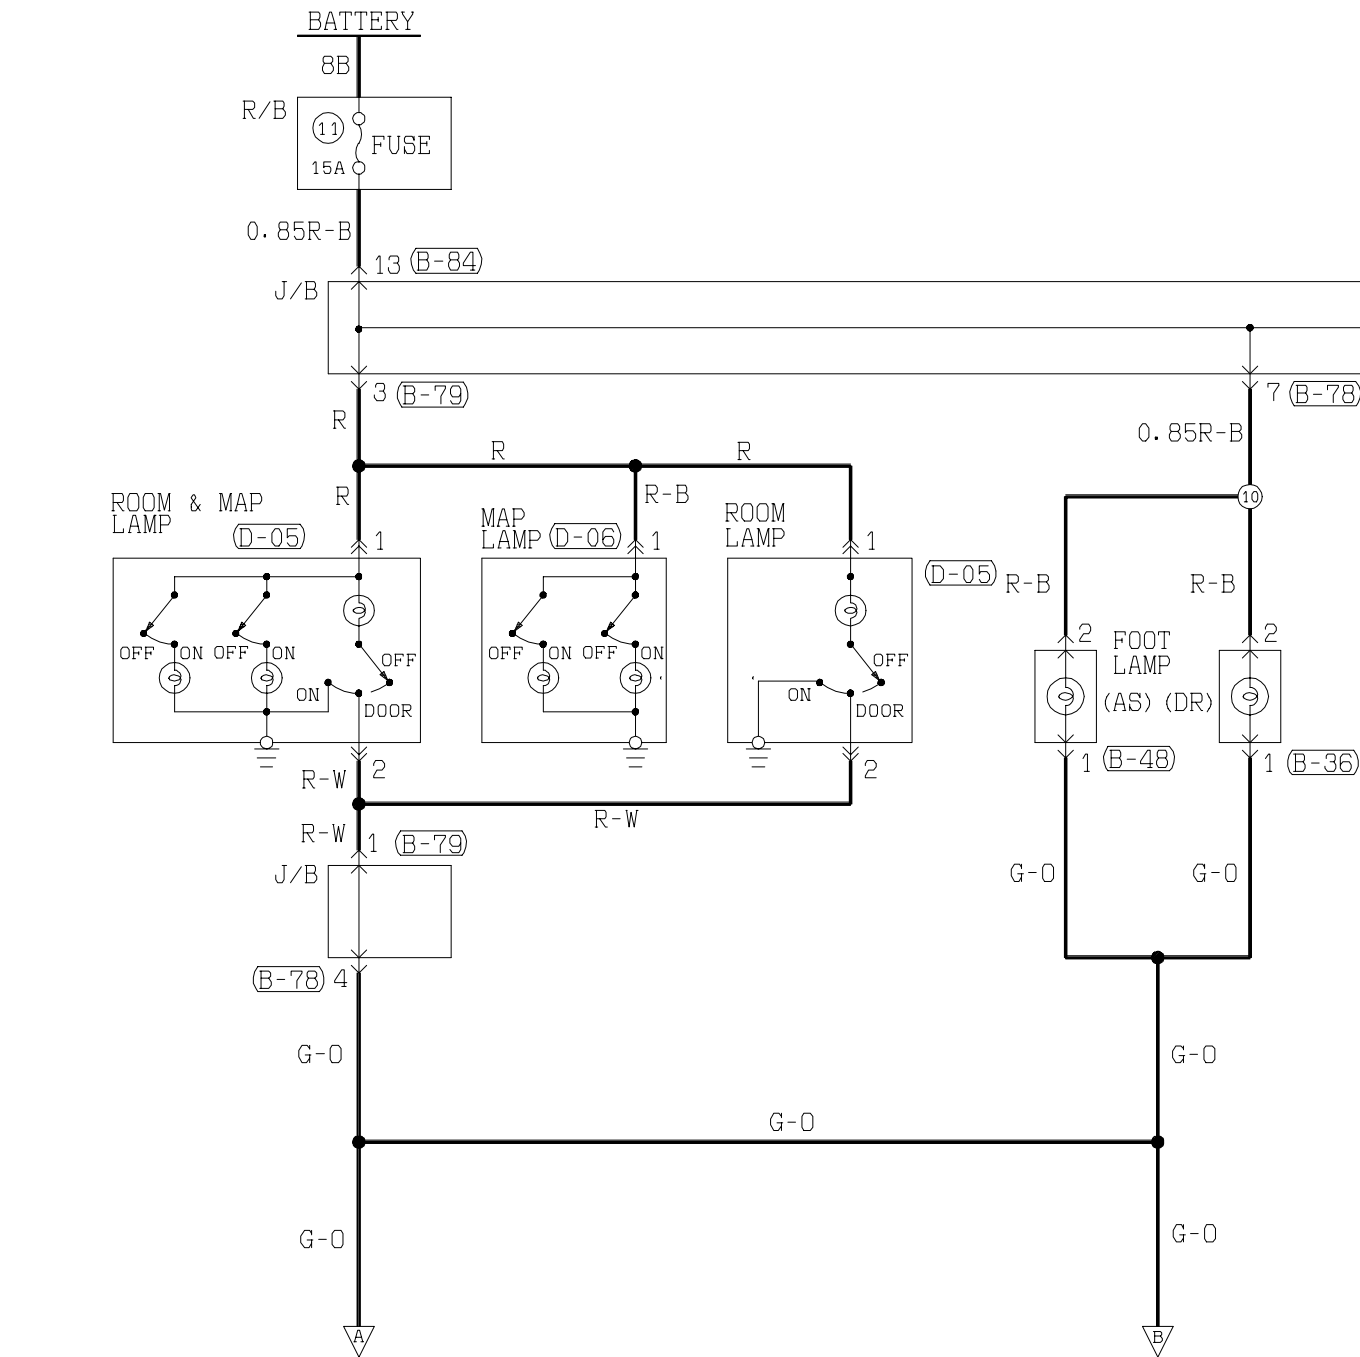 BATTERY
8B
R/B
11
FUSE
15A
0.85R-B
13 (B-84)
J/B
3 (B-79)
7 (B-78)
R
0.85R-B
R
R
R
R-B
10
ROOM & MAP
LAMP
(D-05)
1
MAP
LAMP (D-06)
1
ROOM
LAMP
1
(D-05)
R-B
R-B
OFF
ON
OFF
ON
OFF
ON
DOOR
OFF
ON
OFF
ON
OFF
ON
DOOR
2
FOOT
LAMP
(AS) (DR)
2
2
R-W
2
1 (B-48)
1 (B-36)
R-W
R-W
1 (B-79)
J/B
G-O
G-O
(B-78) 4
G-O
G-O
G-O
G-O
G-O
A
B